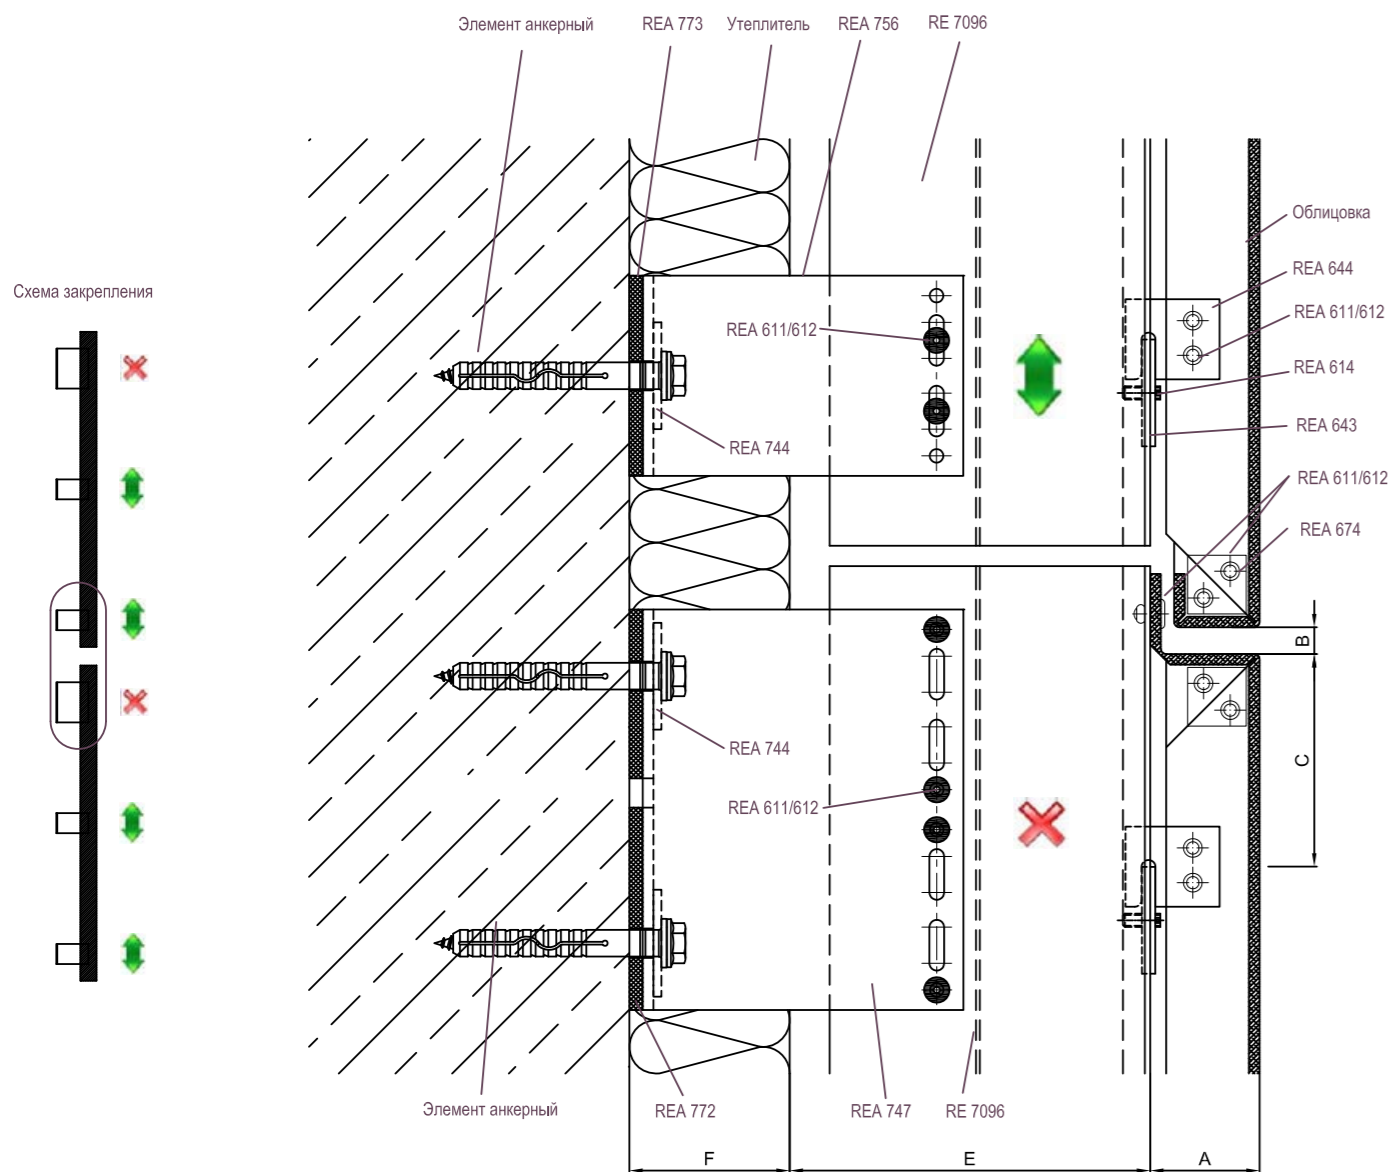 Элемент анкерный
REA 773
Утеплитель
REA 756
RE 7096
Облицовка
REA 644
Схема закрепления
REA 611/612
REA 611/612
REA 614
REA 643
REA 744
REA 611/612
REA 674
B
REA 744
C
REA 611/612
Элемент анкерный
REA 772
REA 747
RE 7096
F
E
A